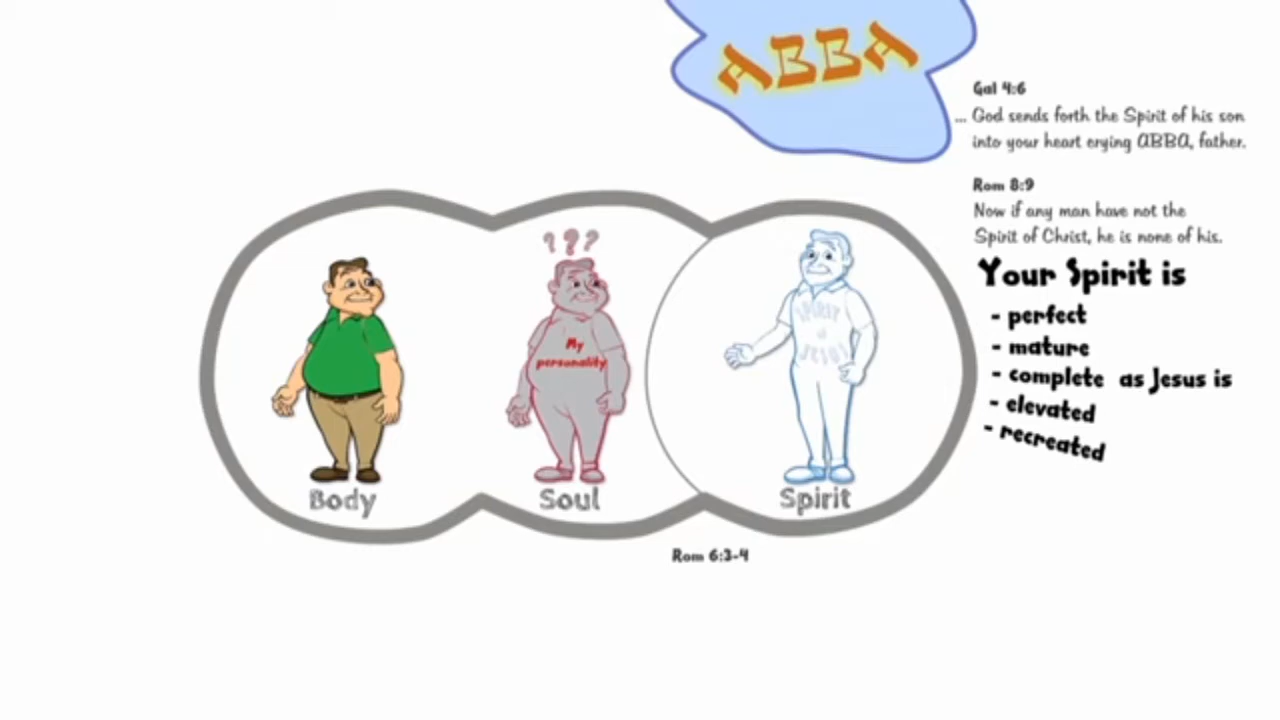 ABBA
Gal 4:6
... God sends forth the Spirit of his son
into your heart crying ABBA, father.
Rom 8:9
Now if any man have not the
Spirit of Christ, he is none of his.
Your Spirit is
- perfect
- mature
- complete as Jesus is
- elevated
- recreated
? ? ?
My
personality
SPIRIT
Body
Soul
Spirit
Rom 6:3-4